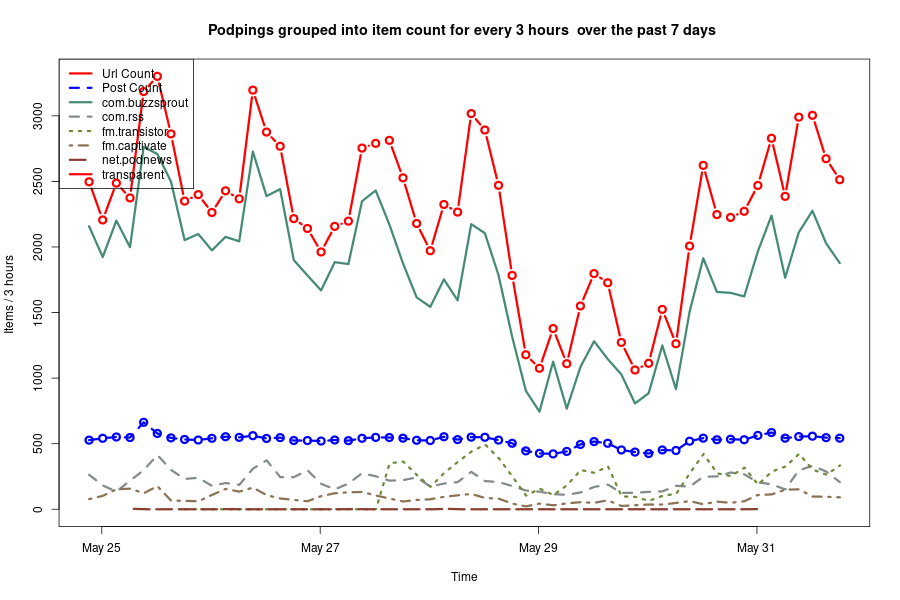 Podpings grouped into item count for every 3 hours  over the past 7 days
Url Count
Post Count
com.buzzsprout
com.rss
fm.transistor
fm.captivate
net.podnews
transparent
Items / 3 hours
0
500
1000
1500
2000
2500
3000
May 25
May 27
May 29
May 31
Time